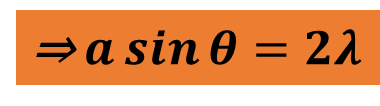 ⇒ a sin θ = 2λ